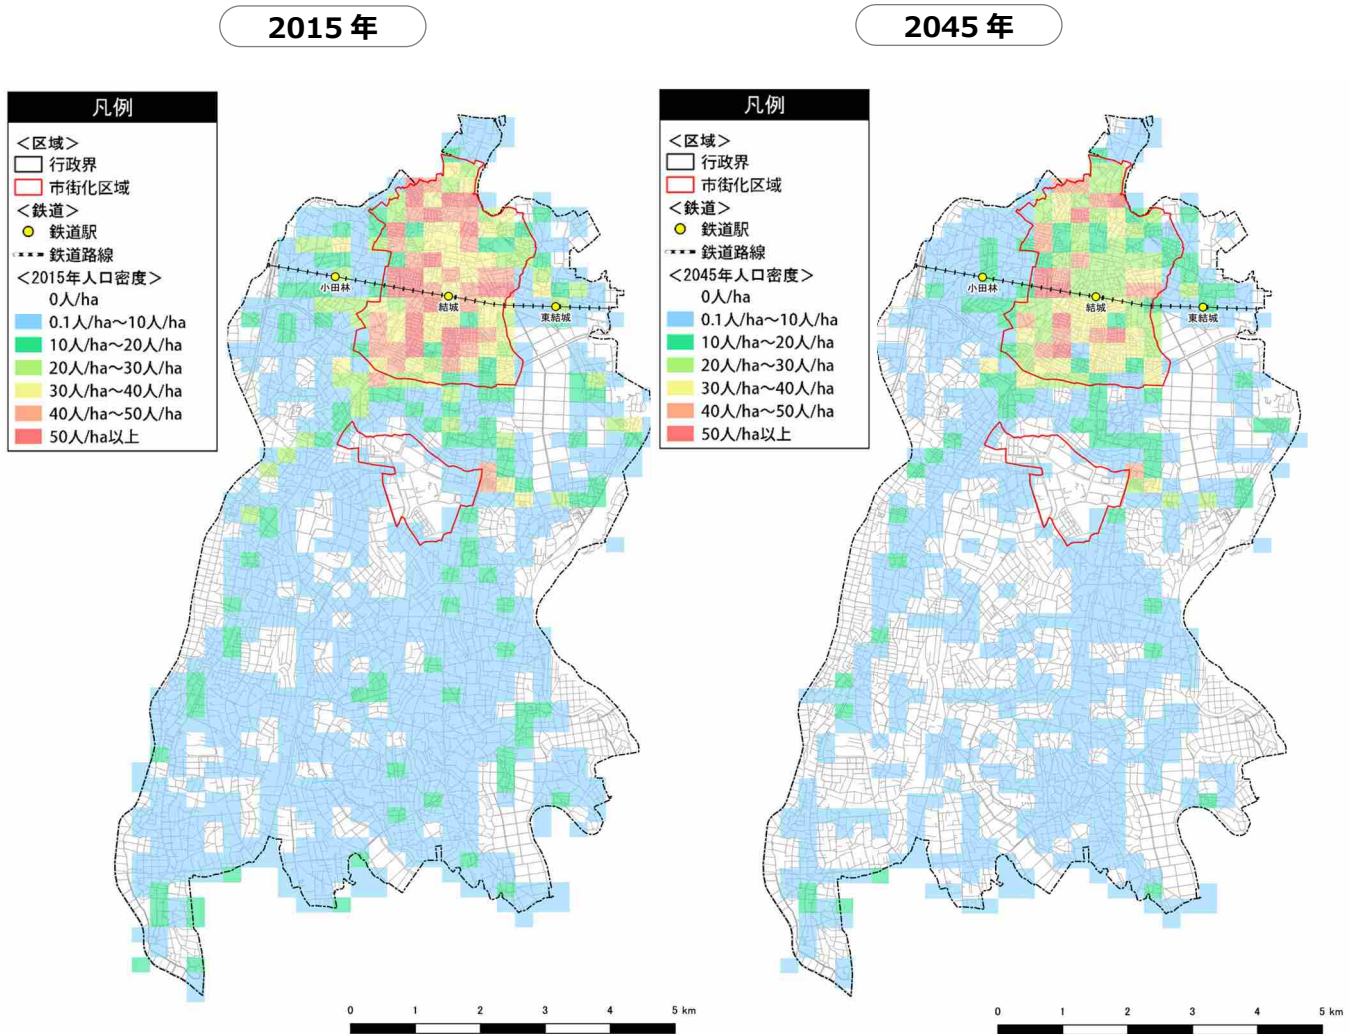 2015年
2045年
凡例
<区域>
行政界
市街化区域
<鉄道>
鉄道駅
鉄道路線
<2015年人口密度>
0人/ha
0.1人/ha~10人/ha
10人/ha~20人/ha
20人/ha~30人/ha
30人/ha~40人/ha
40人/ha~50人/ha
50人/ha以上
小田林
結城
東結城
0 1 2 3 4 5 km
凡例
<区域>
行政界
市街化区域
<鉄道>
鉄道駅
鉄道路線
<2045年人口密度>
0人/ha
0.1人/ha~10人/ha
10人/ha~20人/ha
20人/ha~30人/ha
30人/ha~40人/ha
40人/ha~50人/ha
50人/ha以上
小田林
結城
東結城
0 1 2 3 4 5 km